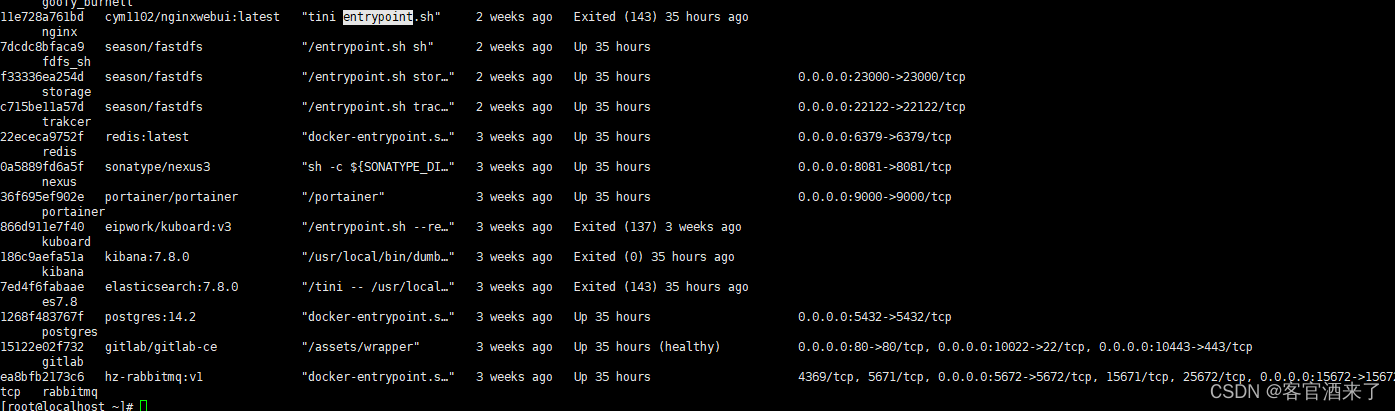 goofy_burnell
11e728a761bd cym1102/nginxwebui:latest "tini entrypoint.sh" 2 weeks ago Exited (143) 35 hours ago
nginx
7dcdc8bfaca9 season/fastdfs "/entrypoint.sh sh" 2 weeks ago Up 35 hours
fdfs_sh
f33336ea254d season/fastdfs "/entrypoint.sh stor…" 2 weeks ago Up 35 hours 0.0.0.0:23000->23000/tcp
storage
c715be11a57d season/fastdfs "/entrypoint.sh trac…" 2 weeks ago Up 35 hours 0.0.0.0:22122->22122/tcp
trakcer
22ececa9752f redis:latest "docker-entrypoint.s…" 3 weeks ago Up 35 hours 0.0.0.0:6379->6379/tcp
redis
0a5889fd6a5f sonatype/nexus3 "sh -c ${SONATYPE_DI…" 3 weeks ago Up 35 hours 0.0.0.0:8081->8081/tcp
nexus
36f695ef902e portainer/portainer "/portainer" 3 weeks ago Up 35 hours 0.0.0.0:9000->9000/tcp
portainer
866d911e7f40 eipwork/kuboard:v3 "/entrypoint.sh --re…" 3 weeks ago Exited (137) 3 weeks ago
kuboard
186c9aefa51a kibana:7.8.0 "/usr/local/bin/dumb…" 3 weeks ago Exited (0) 35 hours ago
kibana
7ed4f6fabaae elasticsearch:7.8.0 "/tini -- /usr/local…" 3 weeks ago Exited (143) 35 hours ago
es7.8
1268f483767f postgres:14.2 "docker-entrypoint.s…" 3 weeks ago Up 35 hours 0.0.0.0:5432->5432/tcp
postgres
15122e02f732 gitlab/gitlab-ce "/assets/wrapper" 3 weeks ago Up 35 hours (healthy) 0.0.0.0:80->80/tcp, 0.0.0.0:10022->22/tcp, 0.0.0.0:10443->443/tcp
gitlab
ea8bfb2173c6 hz-rabbitmq:v1 "docker-entrypoint.s…" 3 weeks ago Up 35 hours 4369/tcp, 5671/tcp, 0.0.0.0:5672->5672/tcp, 15671/tcp, 25672/tcp, 0.0.0.0:15672->15672/
tcp rabbitmq
[root@localhost ~]#
CSDN @客官酒来了